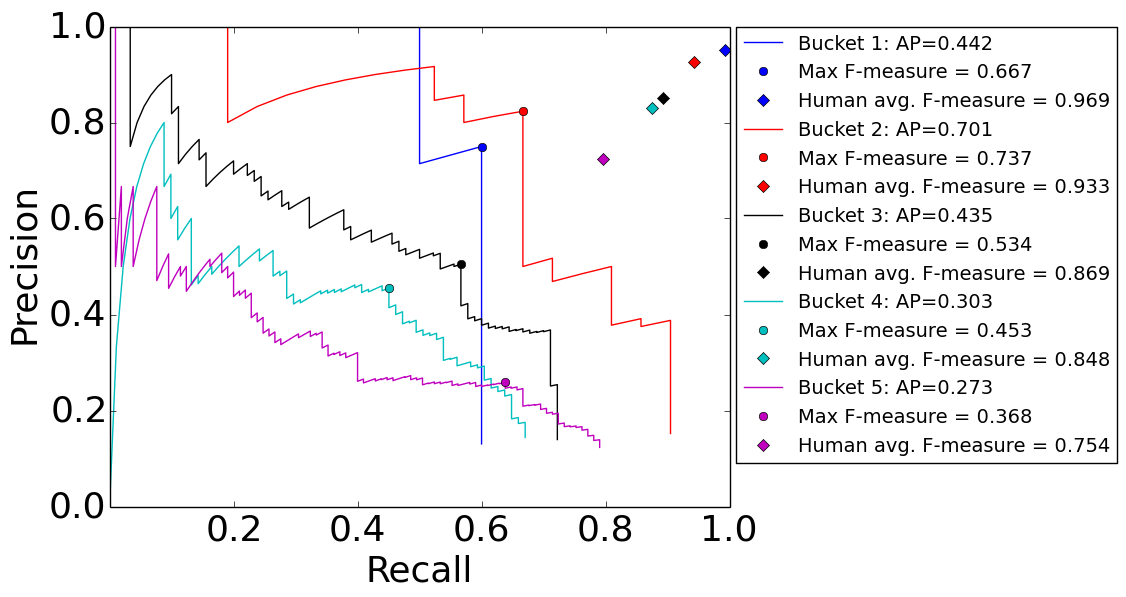 1.0
0.8
0.6
0.4
0.2
0.0
Precision
0.2 0.4 0.6 0.8 1.0
Recall
Bucket 1: AP=0.442
Max F-measure = 0.667
Human avg. F-measure = 0.969
Bucket 2: AP=0.701
Max F-measure = 0.737
Human avg. F-measure = 0.933
Bucket 3: AP=0.435
Max F-measure = 0.534
Human avg. F-measure = 0.869
Bucket 4: AP=0.303
Max F-measure = 0.453
Human avg. F-measure = 0.848
Bucket 5: AP=0.273
Max F-measure = 0.368
Human avg. F-measure = 0.754